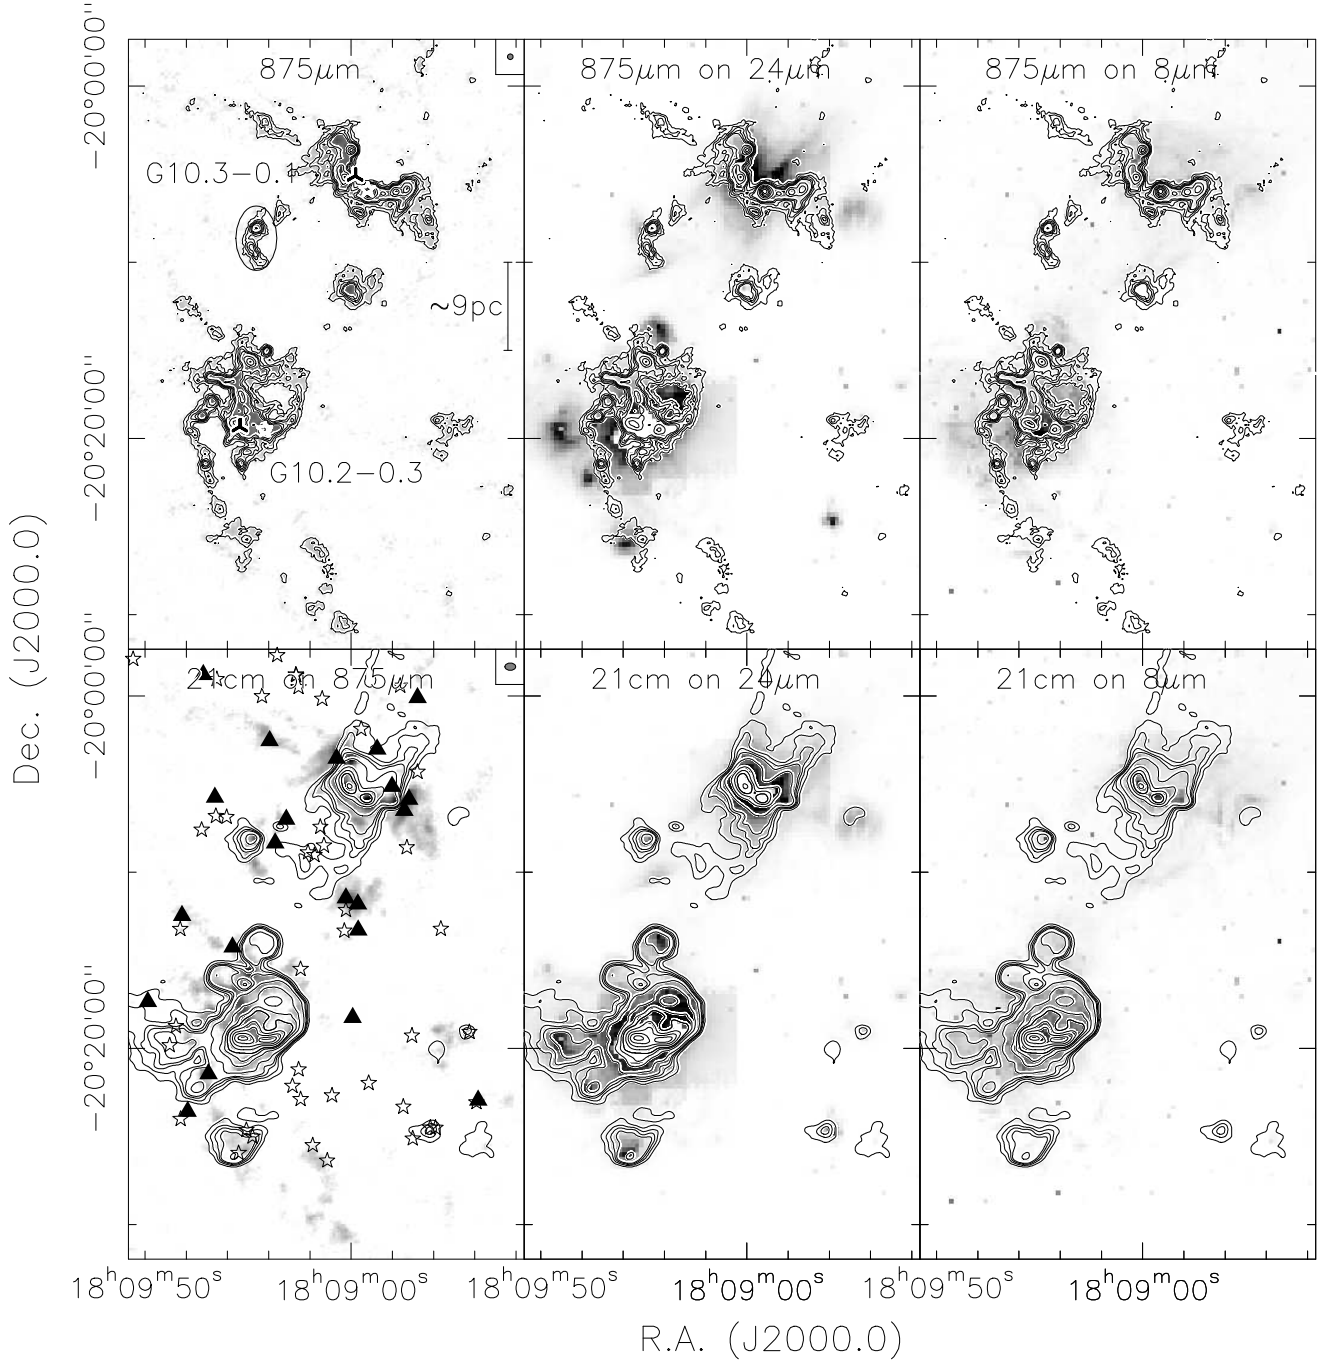 875μm
875μm on 24μm
875μm on 8μm
G10.3−0.1
~9pc
G10.2−0.3
21cm on 875μm
21cm on 24μm
21cm on 8μm
−20°00'00''
−20°20'00''
−20°00'00''
−20°20'00''
Dec. (J2000.0)
18h09m50s
18h09m00s
18h09m50s
18h09m00s
18h09m50s
18h09m00s
R.A. (J2000.0)